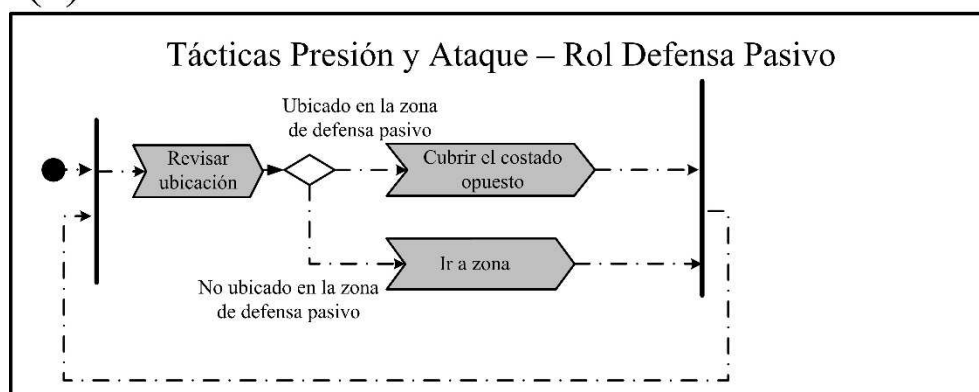 Tácticas Presión y Ataque – Rol Defensa Pasivo
Ubicado en la zona
de defensa pasivo
Revisar
ubicación
Cubrir el costado
opuesto
Ir a zona
No ubicado en la zona
de defensa pasivo